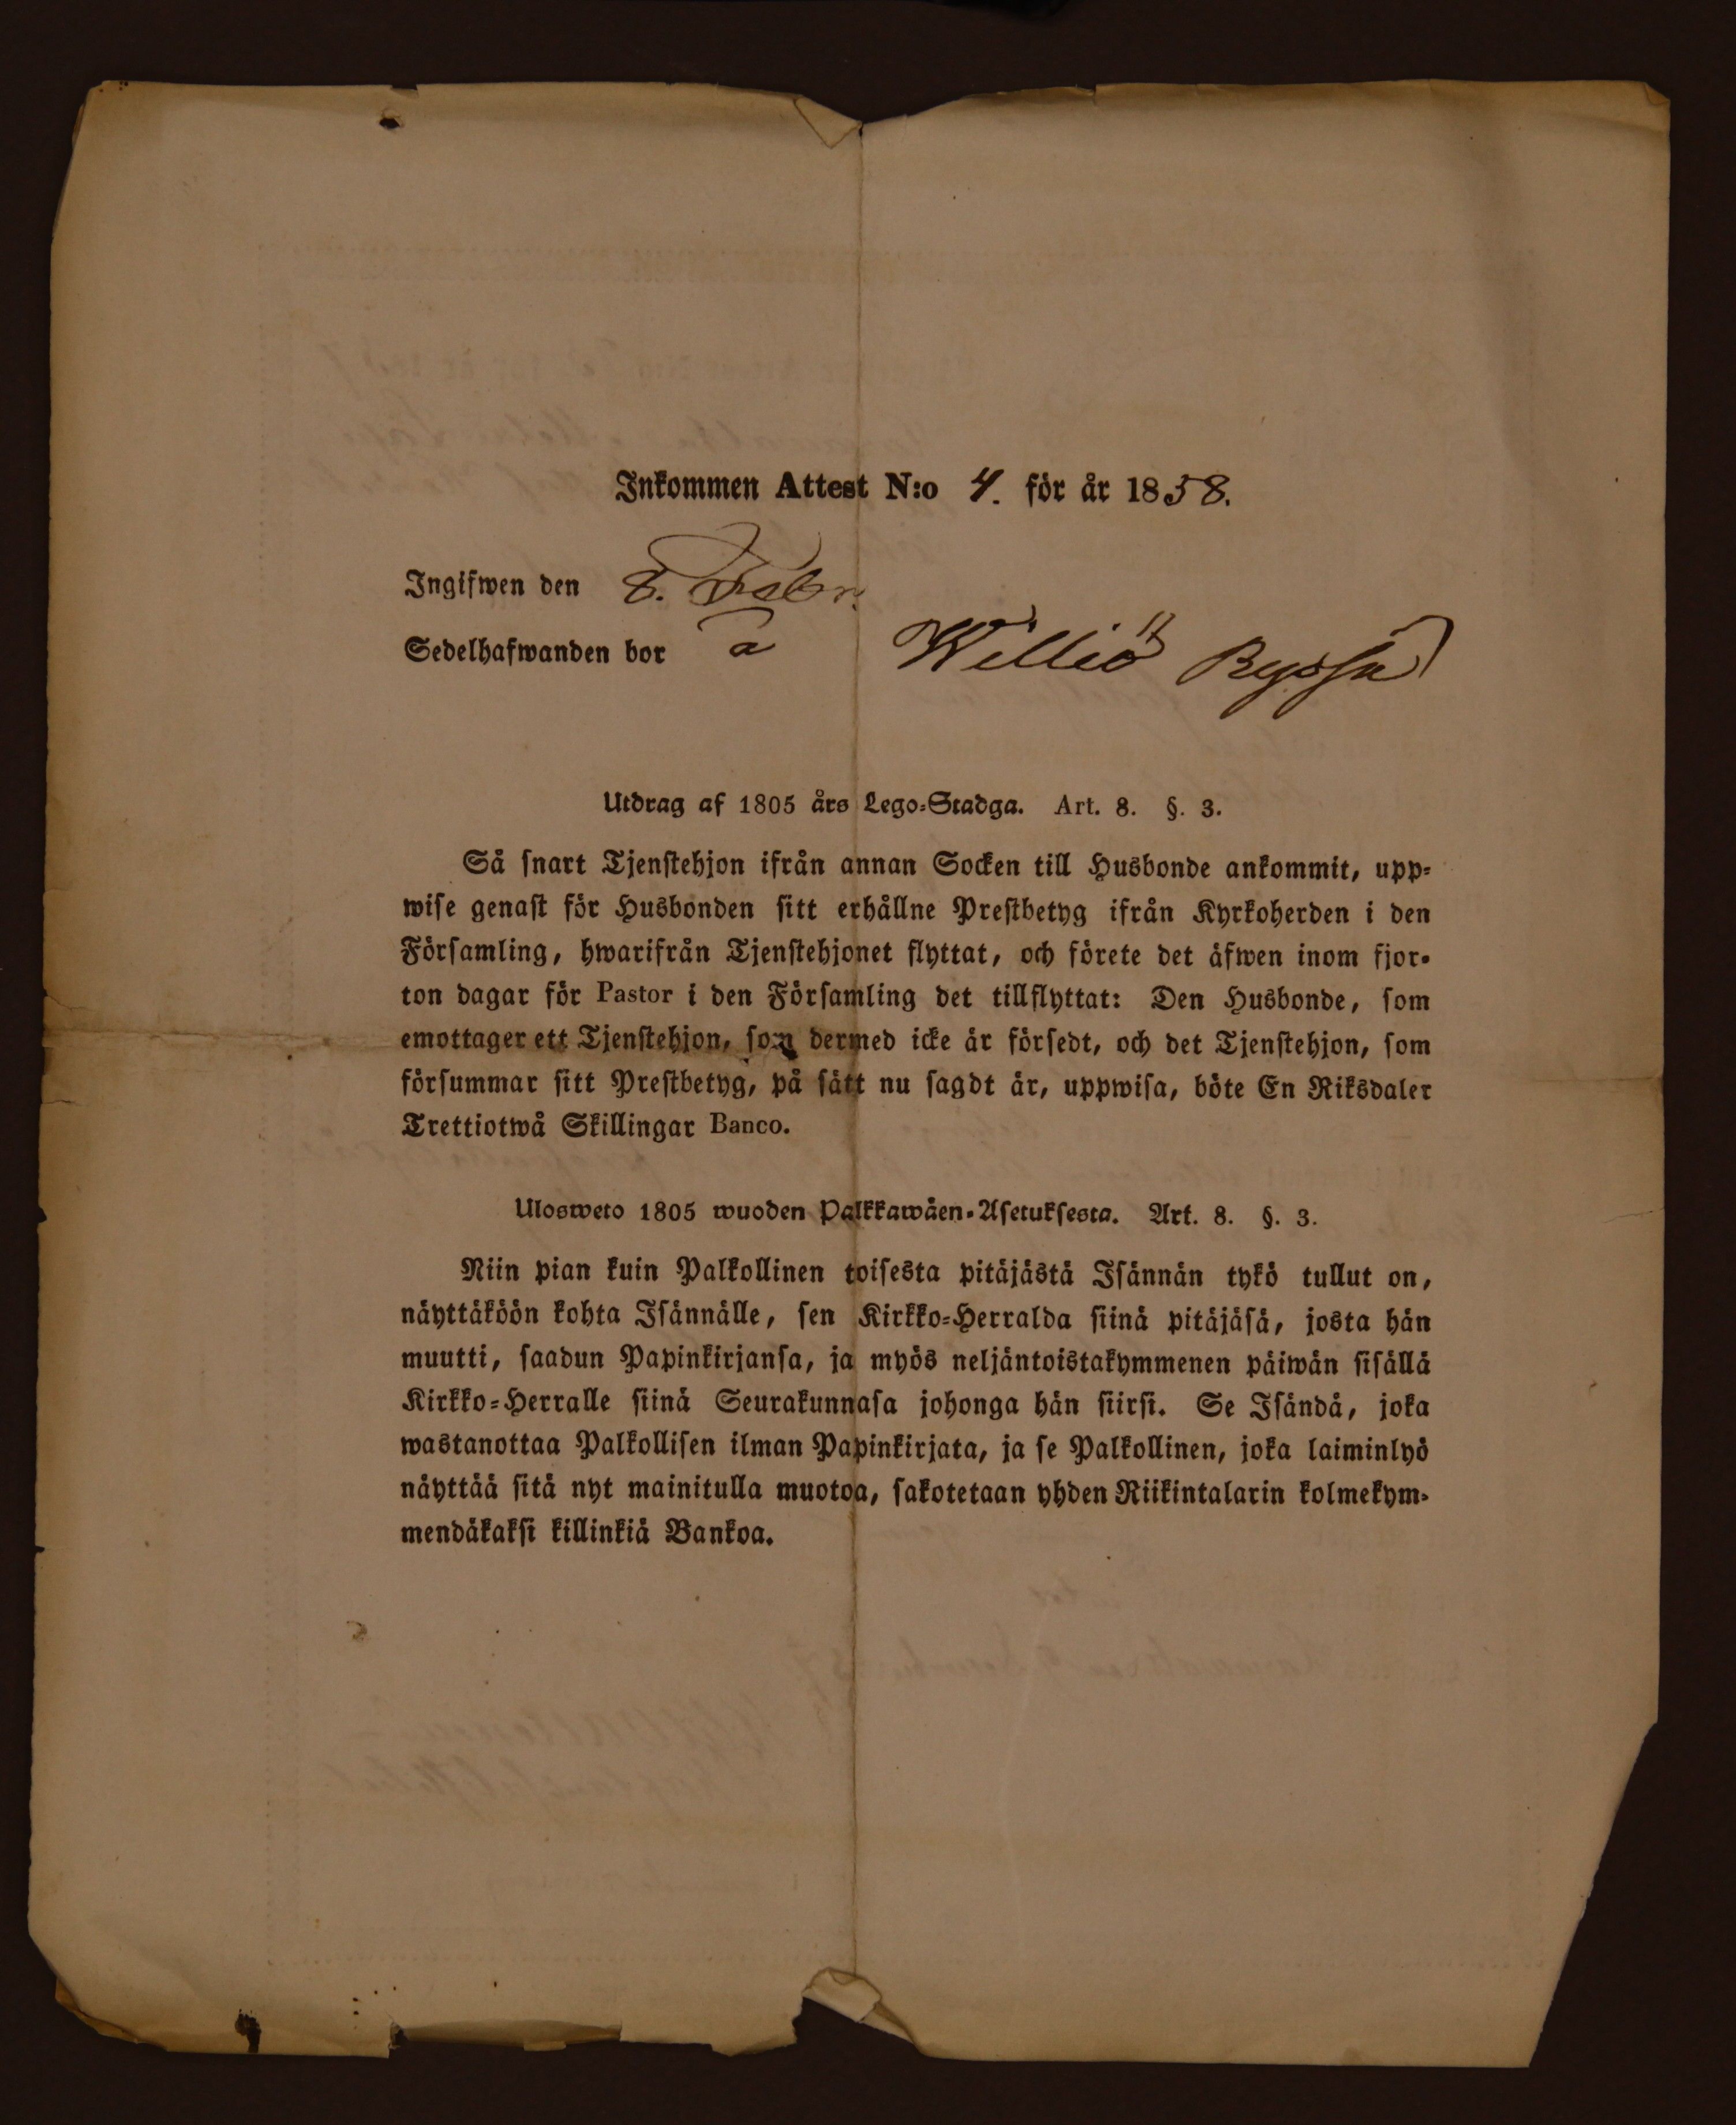 Inkommen Attest N:o 4. för år 1858.
Ingifwen den 8. Febr.
Sedelhafwanden bor å Williö
Utdrag af 1805 års Lego-Stadga. Art. 8. §. 3.
Så snart Tjenstehjon ifrån annan Socken till Husbonde ankommit, upp-
wise genast för Husbonden sitt erhållne Prestbetyg ifrån Kyrkoherden i den
Församling, hwarifrån Tjenstehjonet flyttat, och förete det äfwen inom fjor-
ton dagar för Pastor i den Församling det tillflyttat: Den Husbonde, som
emottager ett Tjenstehjon, som dermed icke är försedt, och det Tjenstehjon, som
försummar sitt Prestbetyg, på sätt nu sagdt är, uppwisa, böte En Riksdaler
Trettiotwå Skillingar Banco.
Ulosweto 1805 wuoden Palkkawäen-Asetuksesta. Art. 8. §. 3.
Niin pian kuin Palkollinen toisesta pitäjästä Isännän tykö tullut on,
näyttäköön kohta Isännälle, sen Kirkko-Herralda siinä pitäjäsä, josta hän
muutti, saadun Papinkirjansa, ja myös neljäntoistakymmenen päiwän sisällä
Kirkko-Herralle siinä Seurakunnasa johonga hän siirsi. Se Isändä, joka
wastanottaa Palkollisen ilman Papinkirjata, ja se Palkollinen, joka laiminlyö
näyttää sitä nyt mainitulla muotoa, sakotetaan yhden Riikintalarin kolmekym-
mendäkaksi killinkiä Bankoa.